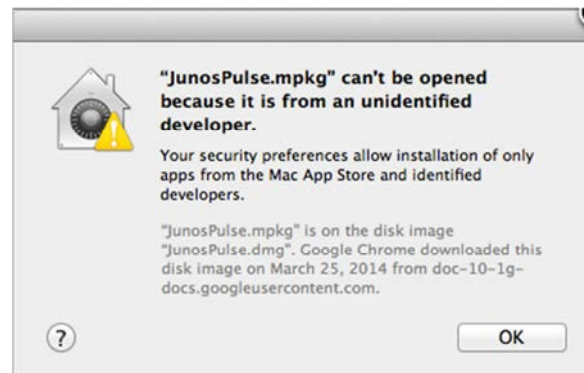 “JunosPulse.mpkg” can't be opened
because it is from an unidentified
developer.
Your security preferences allow installation of only
apps from the Mac App Store and identified
developers.
“JunosPulse.mpkg” is on the disk image
“JunosPulse.dmg”. Google Chrome downloaded this
disk image on March 25, 2014 from doc-10-1g-
docs.googleusercontent.com.
?
OK